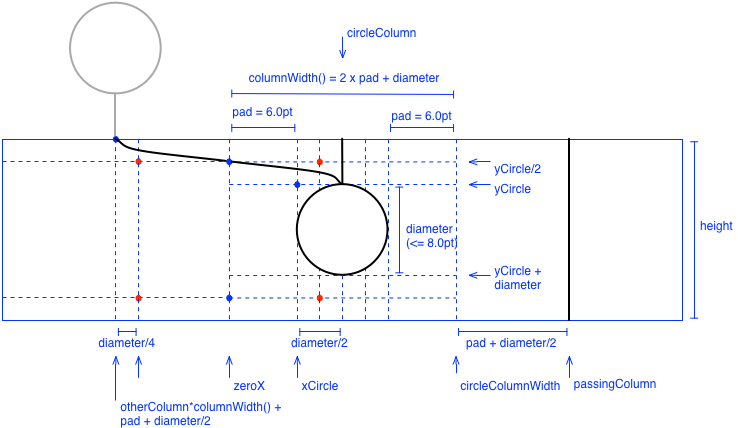 circleColumn
columnWidth() = 2 x pad + diameter
pad = 6.0pt
pad = 6.0pt
yCircle/2
yCircle
diameter
(<= 8.0pt)
height
yCircle +
diameter
diameter/4
diameter/2
pad + diameter/2
zeroX
xCircle
circleColumnWidth
passingColumn
otherColumn*columnWidth() +
pad + diameter/2